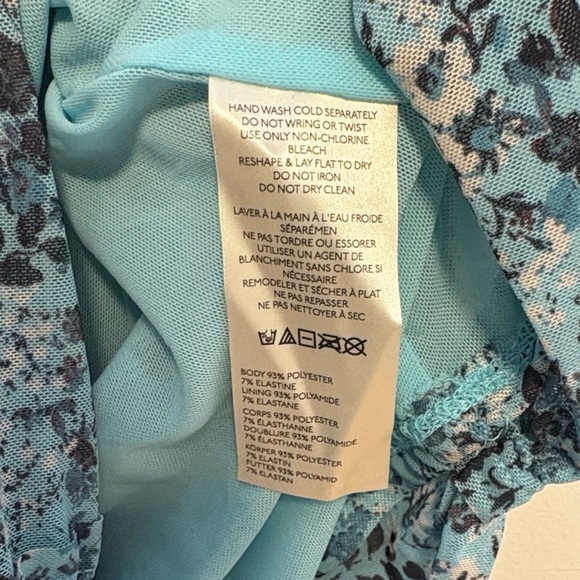 HAND WASH COLD SEPARATELY
DO NOT WRING OR TWIST
USE ONLY NON-CHLORINE
BLEACH
RESHAPE & LAY FLAT TO DRY
DO NOT IRON
DO NOT DRY CLEAN
LAVER À LA MAIN À L'EAU FROIDE
SÉPARÉMEN
NE PAS TORDRE OU ESSORER
UTILISER UN AGENT DE
BLANCHIMENT SANS CHLORE SI
NÉCESSAIRE
REMODELER ET SÉCHER À PLAT
NE PAS REPASSER
NE PAS NETTOYER À SEC
BODY 93% POLYESTER
7% ELASTINE
LINING 93% POLYAMIDE
7% ELASTANE
CORPS 93% POLYESTER
7% ÉLASTHANNE
DOUBLURE 93% POLYAMIDE
7% ÉLASTHANNE
KÖRPER 93% POLYESTER
7% ELASTIN
FUTTER 93% POLYAMID
7% ELASTAN